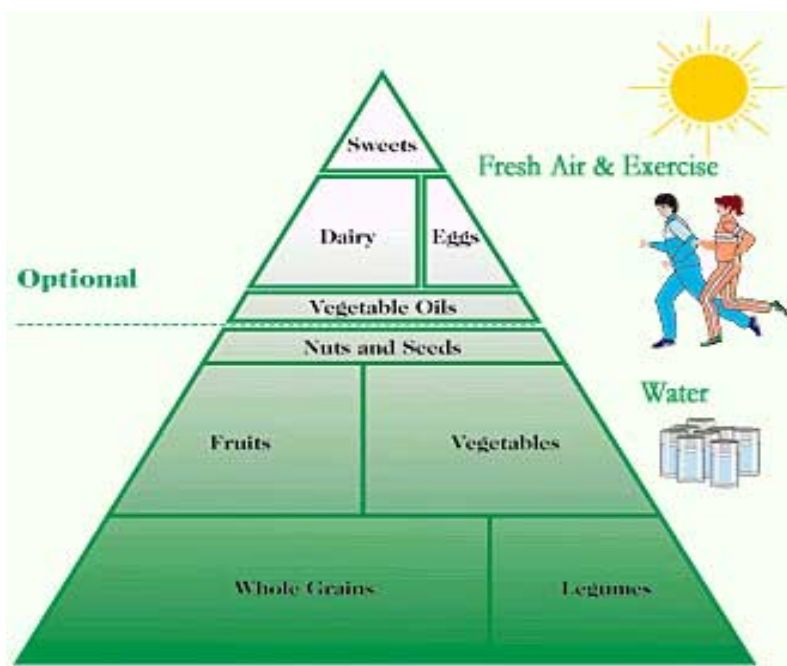 Sweets
Fresh Air & Exercise
Dairy
Eggs
Optional
Vegetable Oils
Nuts and Seeds
Water
Fruits
Vegetables
Whole Grains
Legumes